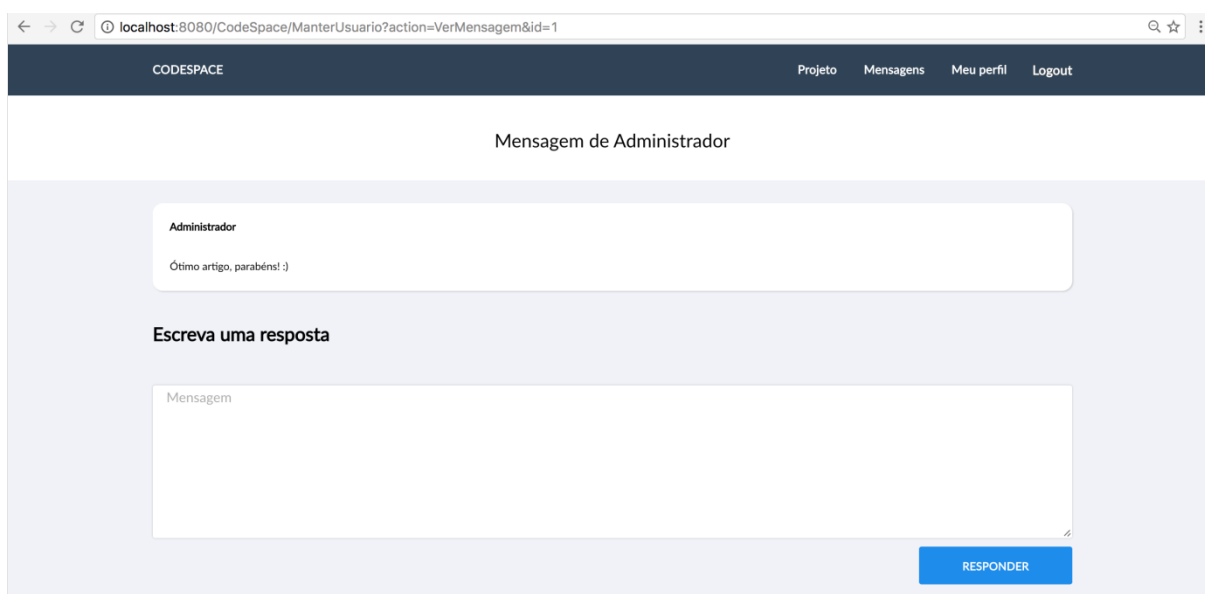 localhost:8080/CodeSpace/ManterUsuario?action=VerMensagem&id=1
CODESPACE Projeto Mensagens Meu perfil Logout
Mensagem de Administrador
Administrador
Ótimo artigo, parabéns! :)
Escreva uma resposta
Mensagem
RESPONDER